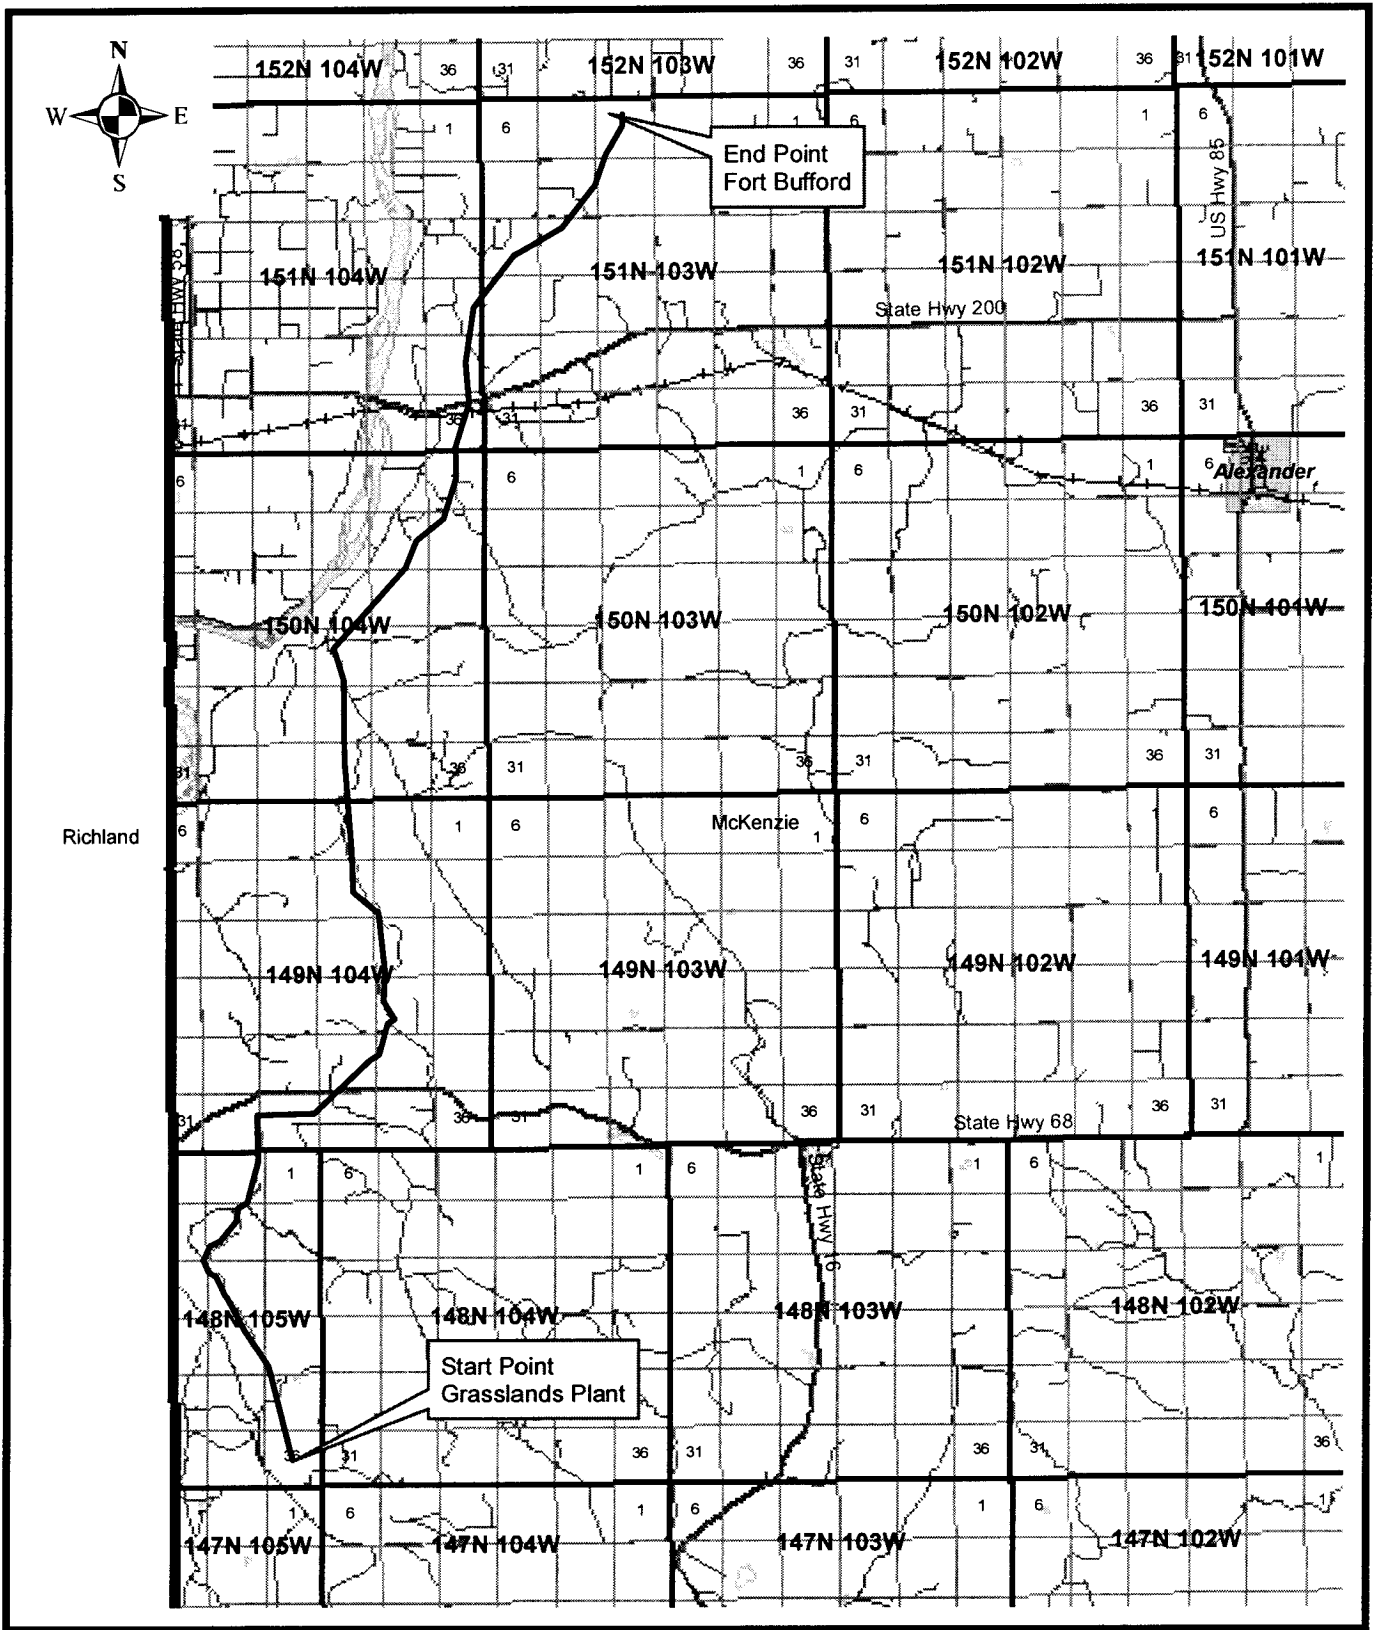 N
W E
S
152N 104W 36 31 152N 103W 36 31 152N 102W 36 31 152N 101W
1 6 1 6 1 6
End Point
Fort Bufford
US Hwy 85
State Hwy 58
151N 104W 151N 103W 151N 102W 151N 101W
State Hwy 200
31 36 31 36 31 36 31
6 6 1 6 1 6 Alexander
150N 104W 150N 103W 150N 102W 150N 101W
31 36 31 36 31 36 31
Richland 6 1 6 McKenzie 1 6 1 6
149N 104W 149N 103W 149N 102W 149N 101W
31 36 31 36 31 State Hwy 68 36 31
1 6 1 6 State Hwy 16 1 6 1
148N 105W 148N 104W 148N 103W 148N 102W
Start Point
Grasslands Plant
36 31 36 31 36 31 36
1 6 1 6 1 6 1
147N 105W 147N 104W 147N 103W 147N 102W